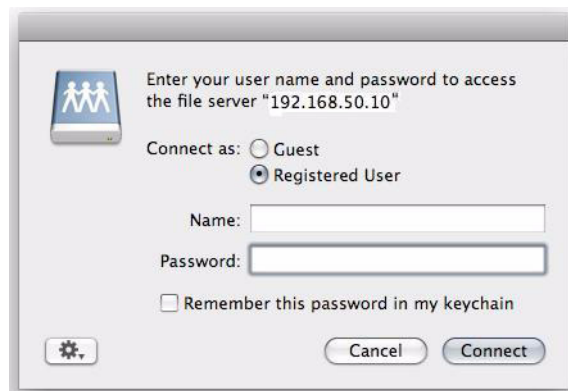 Enter your user name and password to access
the file server "192.168.50.10"
Connect as: Guest
Registered User
Name:
Password:
Remember this password in my keychain
Cancel Connect